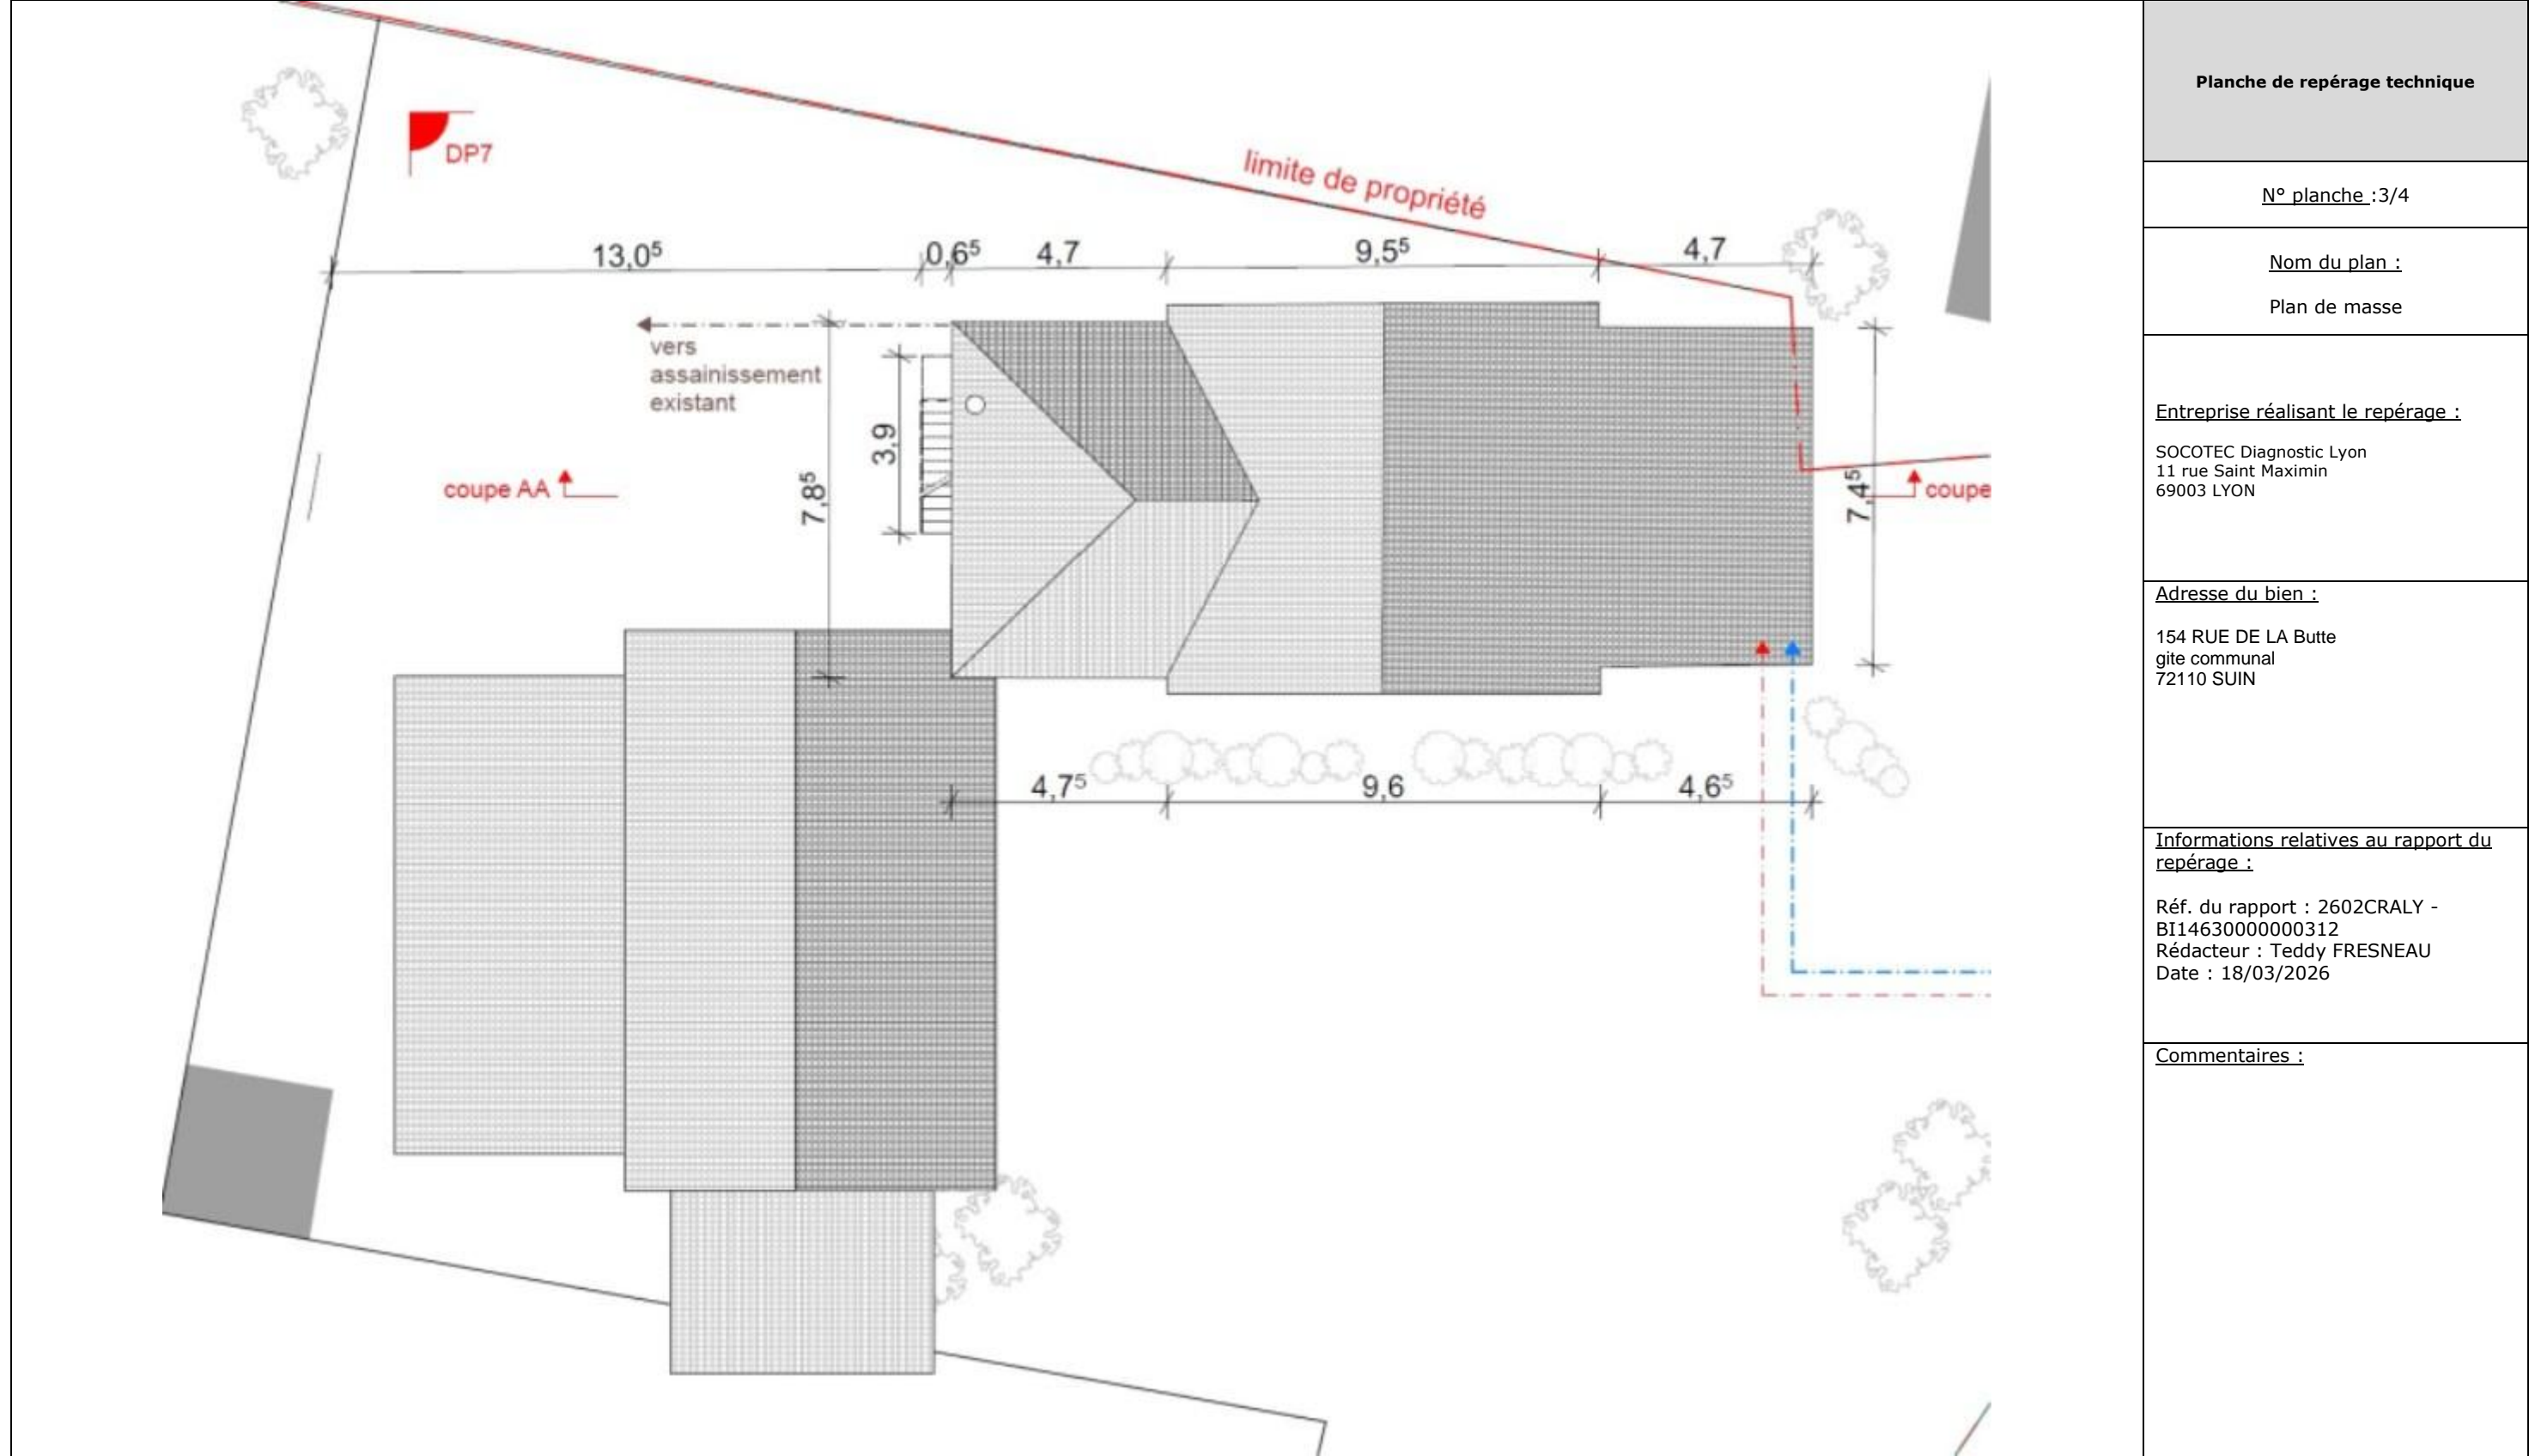 DP7
limite de propriété
13,0⁵
0,6⁵
4,7
9,5⁵
4,7
vers
assainissement
existant
3,9
7,8⁵
coupe AA
7,4⁵
coupe
4,7⁵
9,6
4,6⁵
Planche de repérage technique
N° planche :3/4
Nom du plan :
Plan de masse
Entreprise réalisant le repérage :
SOCOTEC Diagnostic Lyon
11 rue Saint Maximin
69003 LYON
Adresse du bien :
154 RUE DE LA Butte
gite communal
72110 SUIN
Informations relatives au rapport du
repérage :
Réf. du rapport : 2602CRALY -
BI14630000000312
Rédacteur : Teddy FRESNEAU
Date : 18/03/2026
Commentaires :